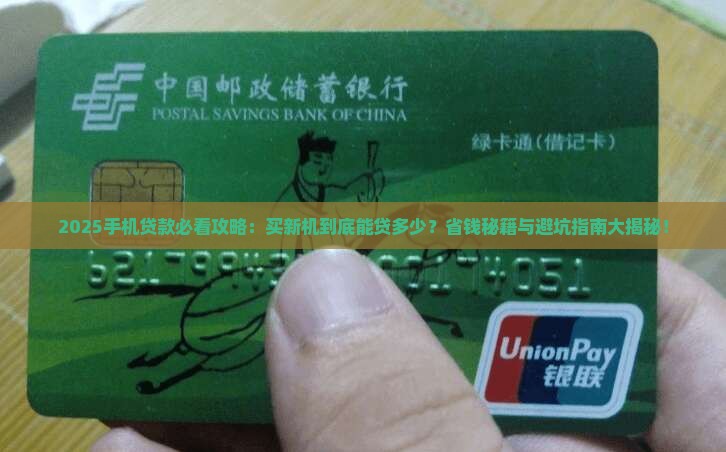 中国邮政储蓄银行
POSTAL SAVINGS BANK OF CHINA
绿卡通(借记卡)
2025手机贷款必看攻略：买新机到底能贷多少？省钱秘籍与避坑指南大揭秘！
UnionPay
银联